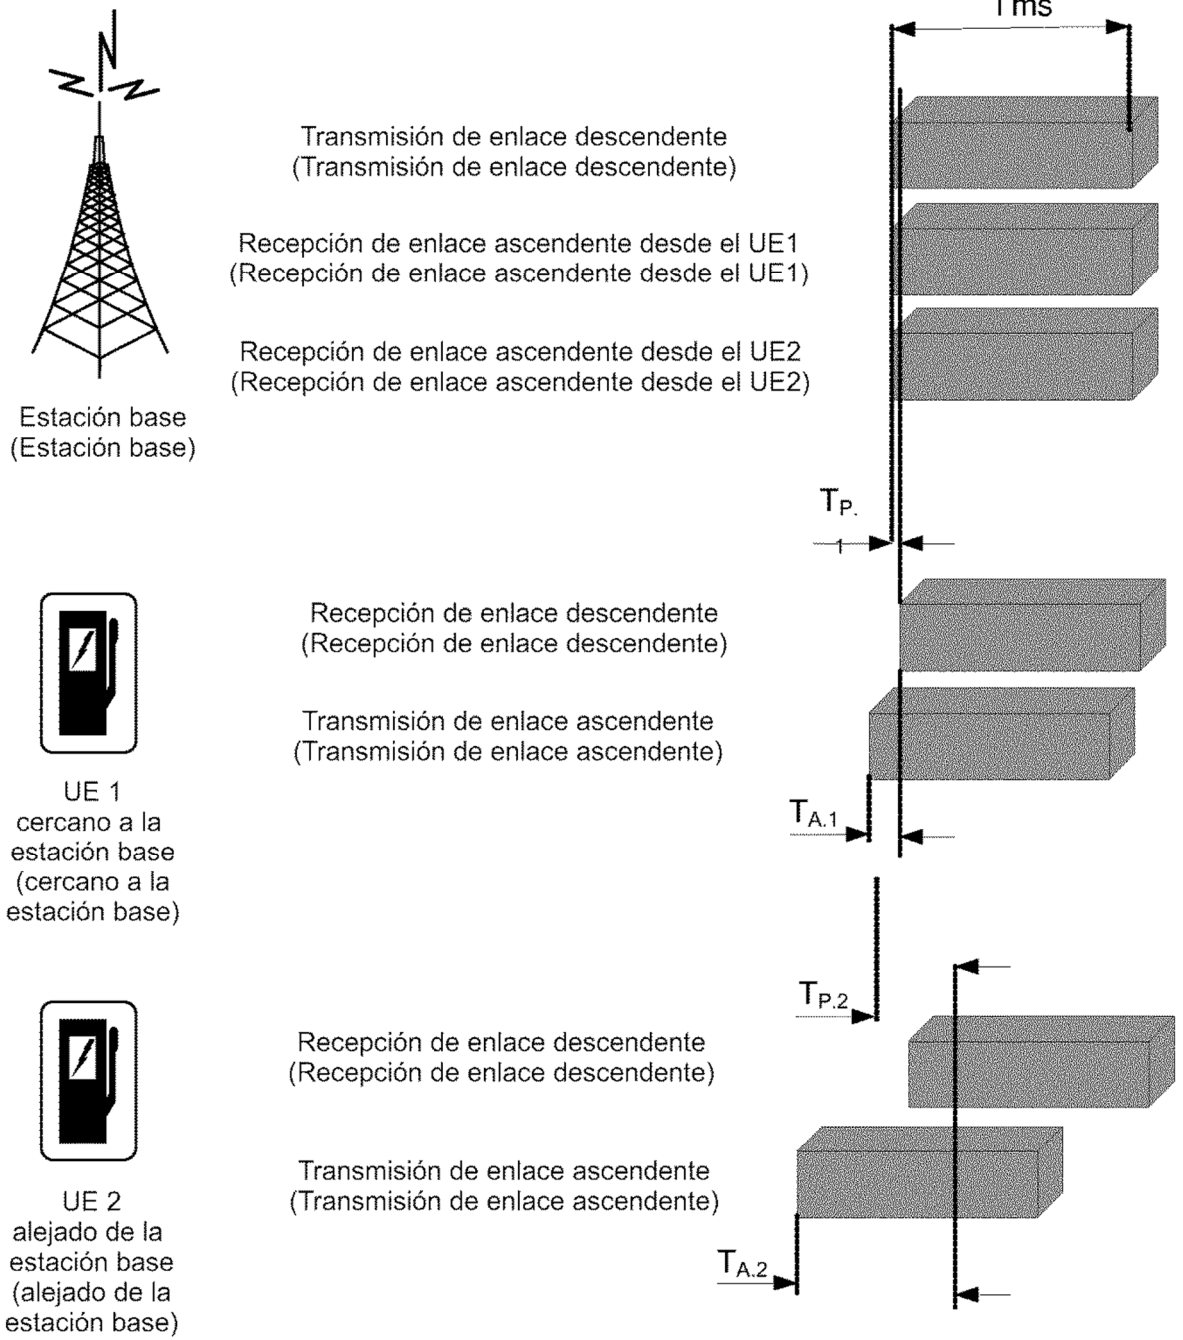 1 ms
Transmisión de enlace descendente
(Transmisión de enlace descendente)
Recepción de enlace ascendente desde el UE1
(Recepción de enlace ascendente desde el UE1)
Recepción de enlace ascendente desde el UE2
(Recepción de enlace ascendente desde el UE2)
Estación base
(Estación base)
TP.
1
Recepción de enlace descendente
(Recepción de enlace descendente)
Transmisión de enlace ascendente
(Transmisión de enlace ascendente)
UE 1
cercano a la
estación base
(cercano a la
estación base)
TA.1
TP.2
Recepción de enlace descendente
(Recepción de enlace descendente)
Transmisión de enlace ascendente
(Transmisión de enlace ascendente)
UE 2
alejado de la
estación base
(alejado de la
estación base)
TA.2